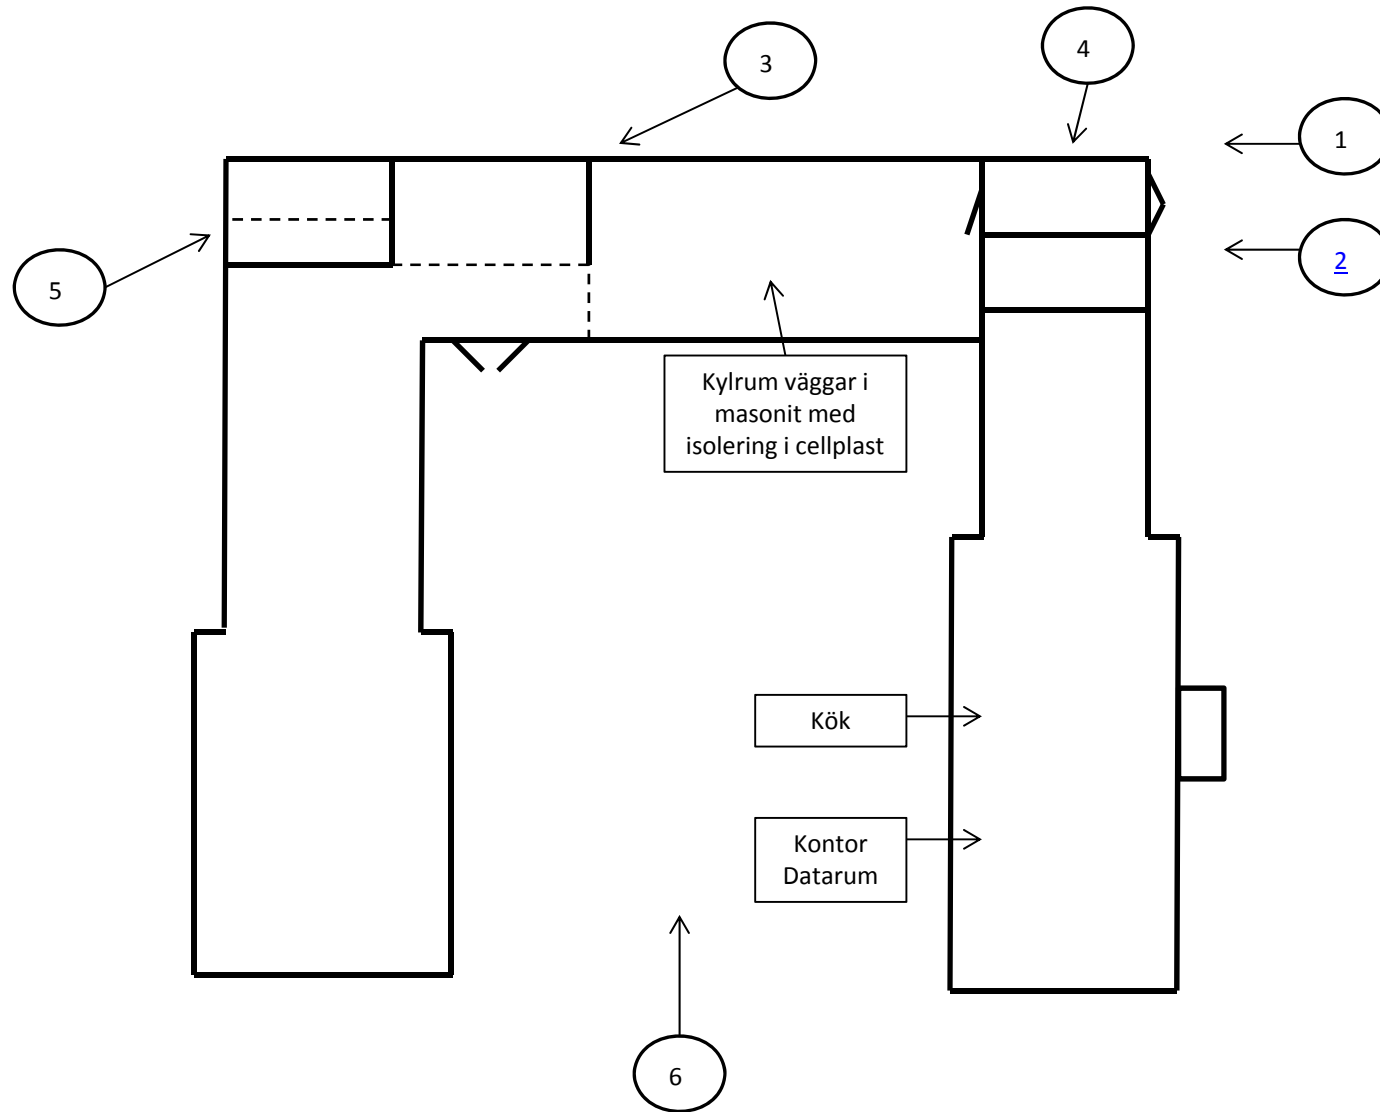 3
4
1
2
5
Kylrum väggar i
masonit med
isolering i cellplast
Kök
Kontor
Datarum
6